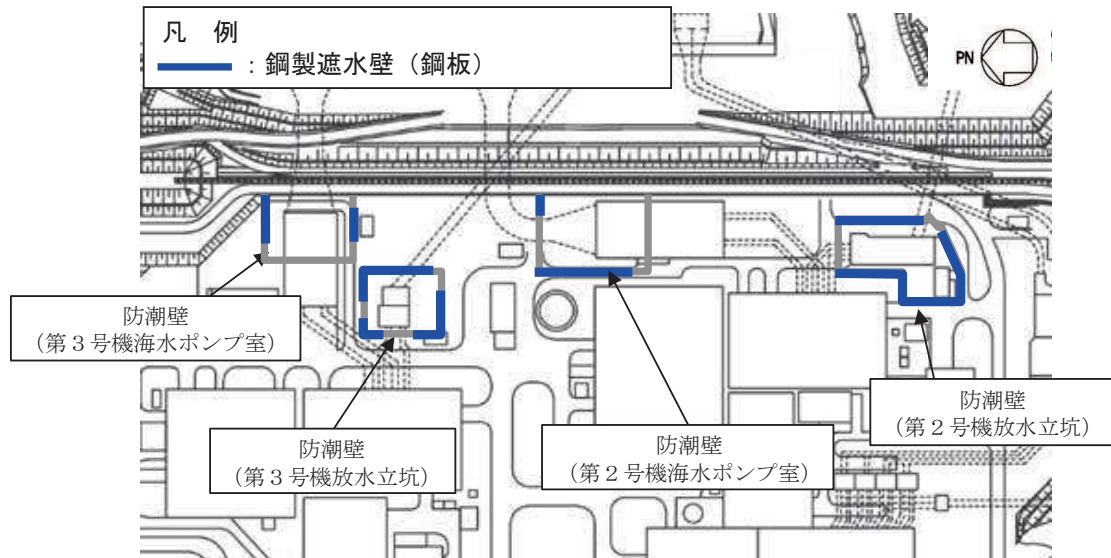 凡　例
：鋼製遮水壁（鋼板）
PN
防潮壁
（第３号機海水ポンプ室）
防潮壁
（第３号機放水立坑）
防潮壁
（第２号機海水ポンプ室）
防潮壁
（第２号機放水立坑）